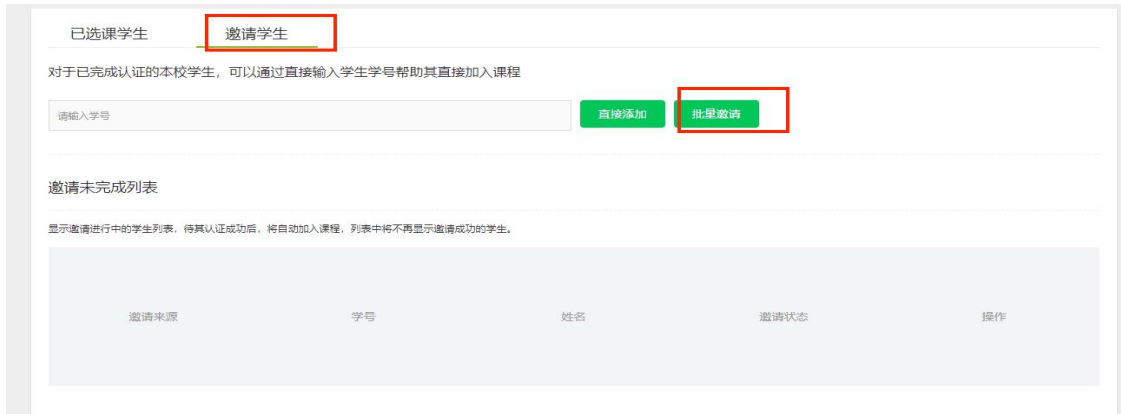 已选课学生 邀请学生
对于已完成认证的本校学生，可以通过直接输入学生学号帮助其直接加入课程
请输入学号 直接添加 批量邀请
邀请未完成列表
显示邀请进行中的学生列表，待其认证成功后，将自动加入课程，列表中将不再显示邀请成功的学生。
邀请来源 学号 姓名 邀请状态 操作